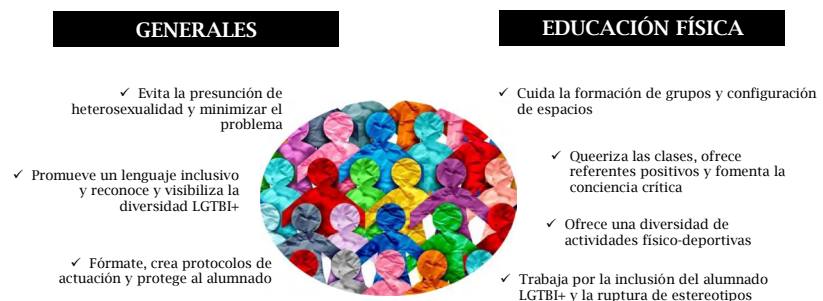 GENERALES
✓ Evita la presunción de
heterosexualidad y minimizar el
problema
✓ Promueve un lenguaje inclusivo
y reconoce y visibiliza la
diversidad LGTBI+
✓ Fórmate, crea protocolos de
actuación y protege al alumnado
EDUCACIÓN FÍSICA
✓ Cuida la formación de grupos y configuración
de espacios
✓ Queeriza las clases, ofrece
referentes positivos y fomenta la
conciencia crítica
✓ Ofrece una diversidad de
actividades físico-deportivas
✓ Trabaja por la inclusión del alumnado
LGTBI+ y la ruptura de estereotipos